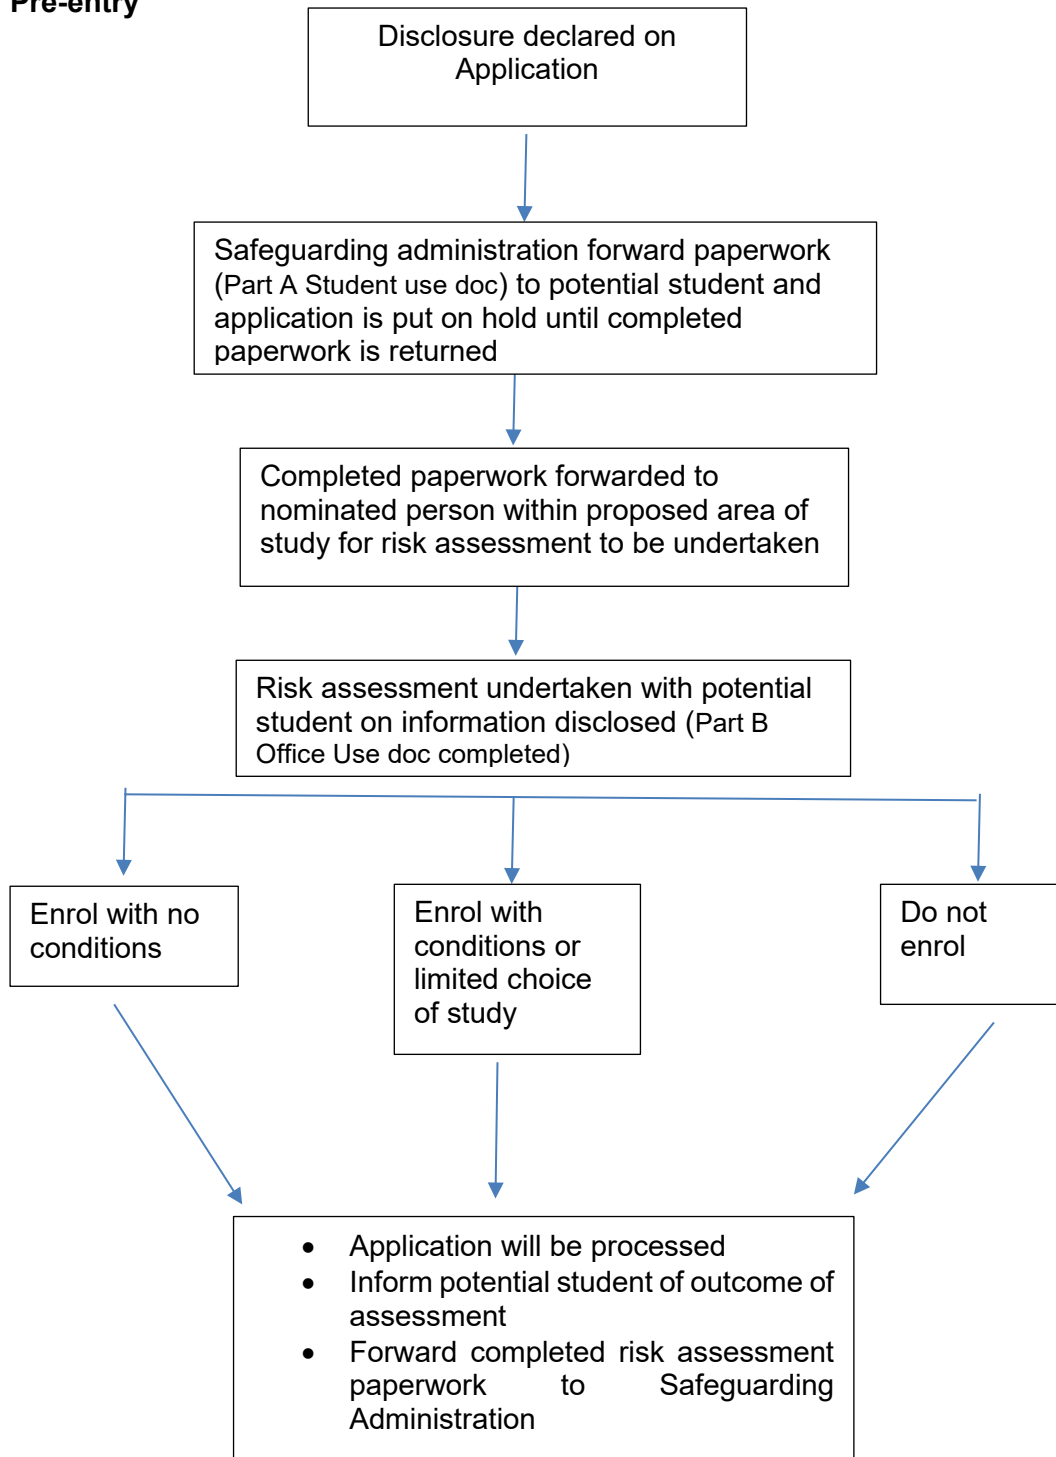 Pre-entry
Disclosure declared on
Application
Safeguarding administration forward paperwork
(Part A Student use doc) to potential student and
application is put on hold until completed
paperwork is returned
Completed paperwork forwarded to
nominated person within proposed area of
study for risk assessment to be undertaken
Risk assessment undertaken with potential
student on information disclosed (Part B
Office Use doc completed)
Enrol with no
conditions
Enrol with
conditions or
limited choice
of study
Do not
enrol
• Application will be processed
• Inform potential student of outcome of
assessment
• Forward completed risk assessment
paperwork to Safeguarding
Administration